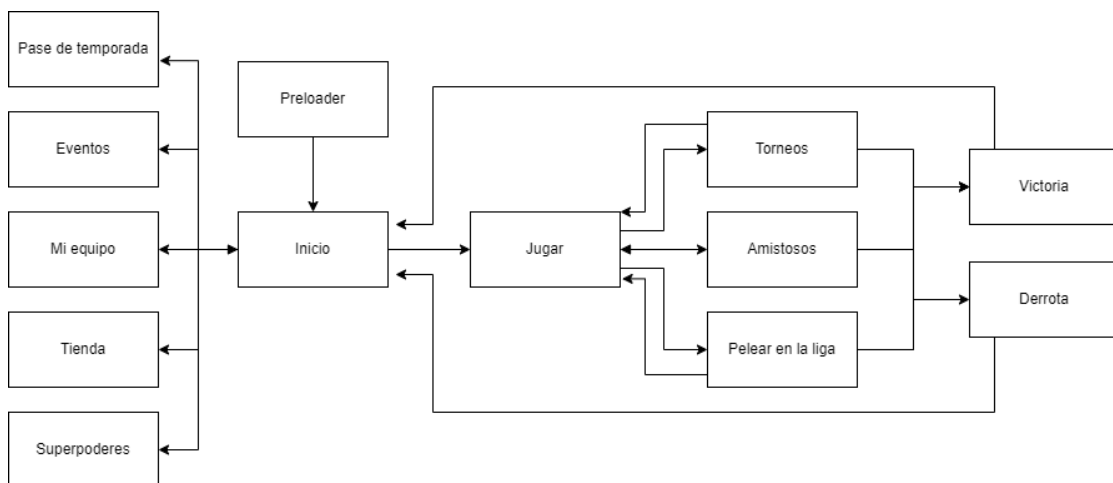 Pase de temporada
Preloader
Eventos
Torneos
Victoria
Mi equipo
Inicio
Jugar
Amistosos
Derrota
Tienda
Pelear en la liga
Superpoderes